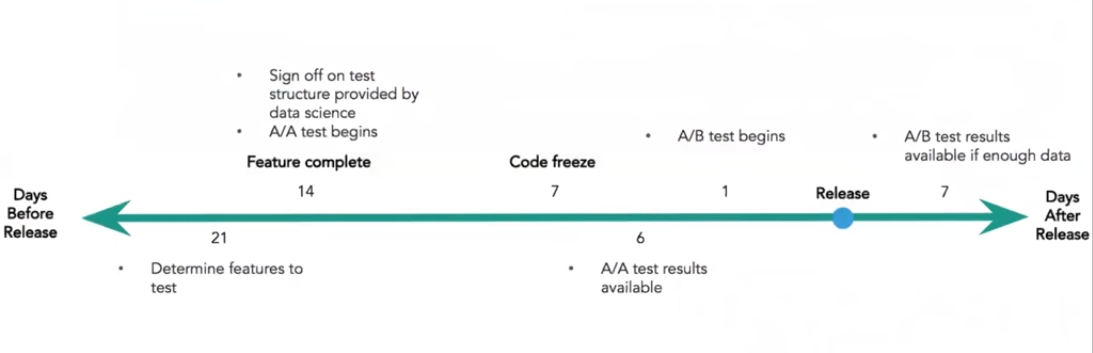 • Sign off on test
structure provided by
data science
• A/A test begins
• A/B test begins
• A/B test results
available if enough data
Feature complete
Code freeze
Days
Before
Release
14
7
1
Release
7
Days
After
Release
21
6
• Determine features to
test
• A/A test results
available